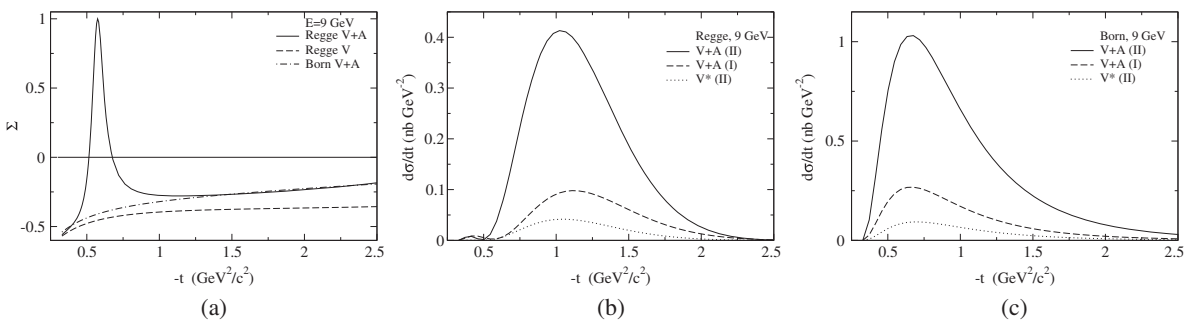 1
0.5
0
-0.5
Σ
E=9 GeV
Regge V+A
Regge V
Born V+A
0.5
1
1.5
2
2.5
-t (GeV²/c²)
(a)
0.4
0.3
0.2
0.1
0
dσ/dt (nb GeV⁻²)
Regge, 9 GeV
V+A (II)
V+A (I)
V* (II)
0.5
1
1.5
2
2.5
-t (GeV²/c²)
(b)
1
0.5
0
dσ/dt (nb GeV⁻²)
Born, 9 GeV
V+A (II)
V+A (I)
V* (II)
0.5
1
1.5
2
2.5
-t (GeV²/c²)
(c)